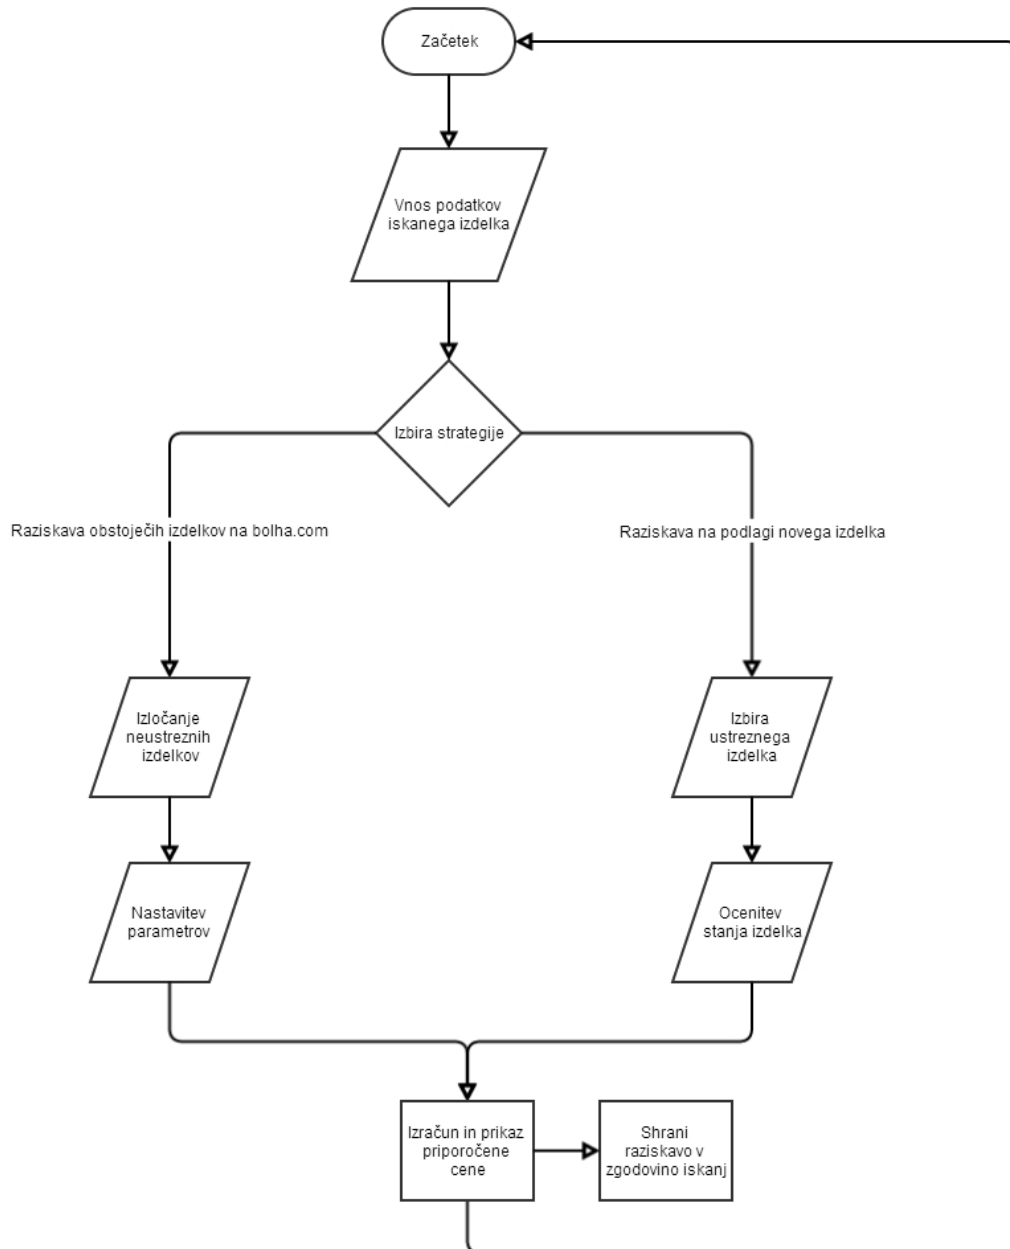 Začetek
Vnos podatkov
iskanega izdelka
Izbira strategije
Raziskava obstoječih izdelkov na bolha.com
Raziskava na podlagi novega izdelka
Izločanje
neustreznih
izdelkov
Izbira
ustreznega
izdelka
Nastavitev
parametrov
Ocenitev
stanja izdelka
Izračun in prikaz
priporočene
cene
Shrani
raziskavo v
zgodovino iskanj